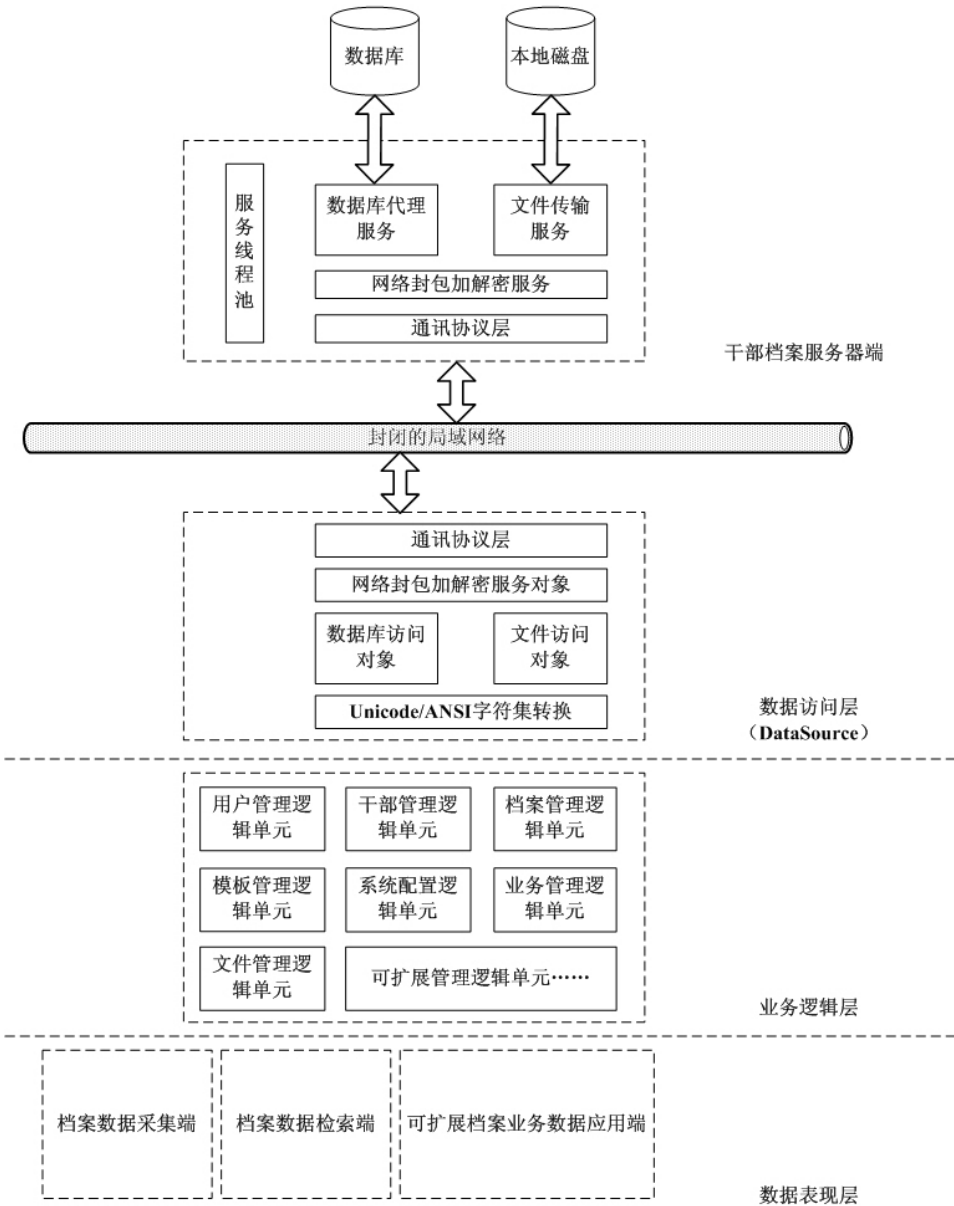 数据库
本地磁盘
服
务
线
程
池
数据库代理
服务
文件传输
服务
网络封包加解密服务
通讯协议层
干部档案服务器端
封闭的局域网络
通讯协议层
网络封包加解密服务对象
数据库访问
对象
文件访问
对象
Unicode/ANSI字符集转换
数据访问层
（DataSource）
用户管理逻
辑单元
干部管理逻
辑单元
档案管理逻
辑单元
模板管理逻
辑单元
系统配置逻
辑单元
业务管理逻
辑单元
文件管理逻
辑单元
可扩展管理逻辑单元……
业务逻辑层
档案数据采集端
档案数据检索端
可扩展档案业务数据应用端
数据表现层